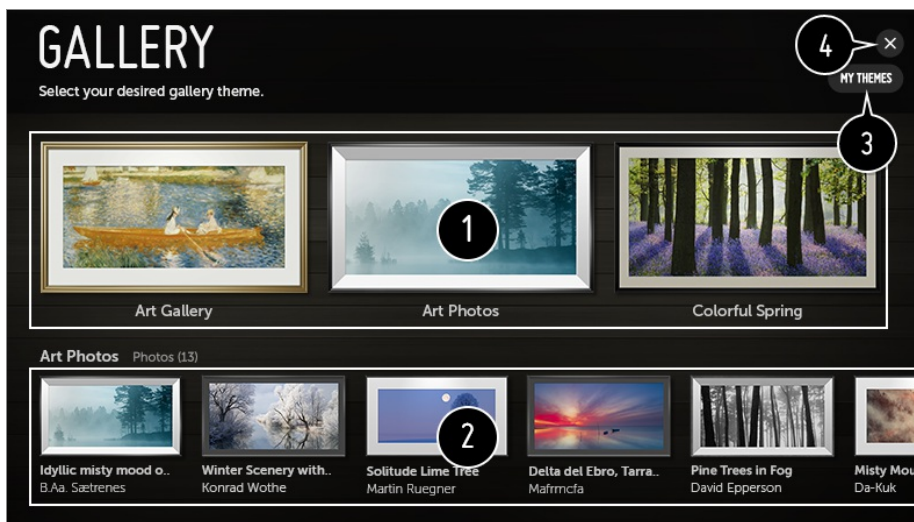 GALLERY
Select your desired gallery theme.
4
MY THEMES
3
1
Art Gallery
Art Photos
Colorful Spring
Art Photos Photos (13)
2
Idyllic misty mood o..
B.Aa. Sætrenes
Winter Scenery with..
Konrad Wothe
Solitude Lime Tree
Martin Ruegner
Delta del Ebro, Tarra..
Mafrmcfa
Pine Trees in Fog
David Epperson
Misty Mou
Da-Kuk